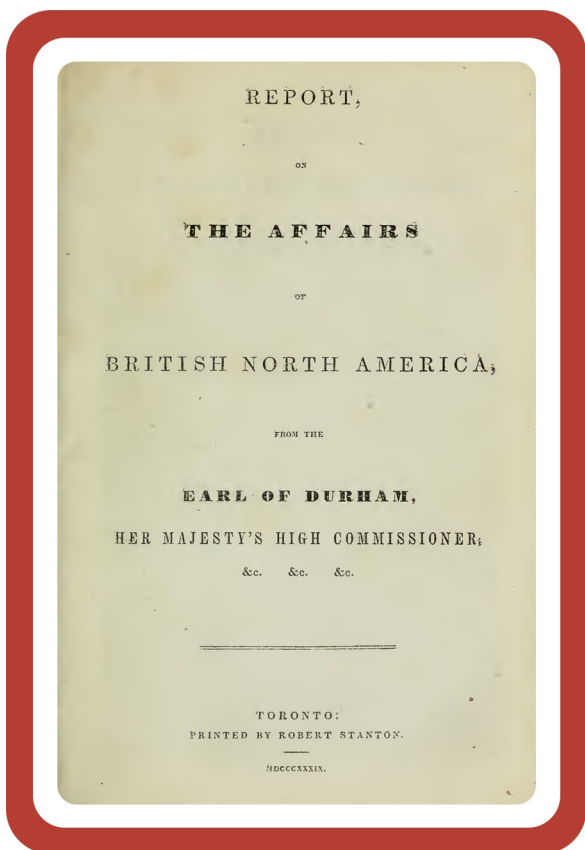 REPORT,
ON
THE AFFAIRS
OF
BRITISH NORTH AMERICA,
FROM THE
EARL OF DURHAM,
HER MAJESTY'S HIGH COMMISSIONER,
&c. &c. &c.
TORONTO:
PRINTED BY ROBERT STANTON.
MDCCCXXXIX.